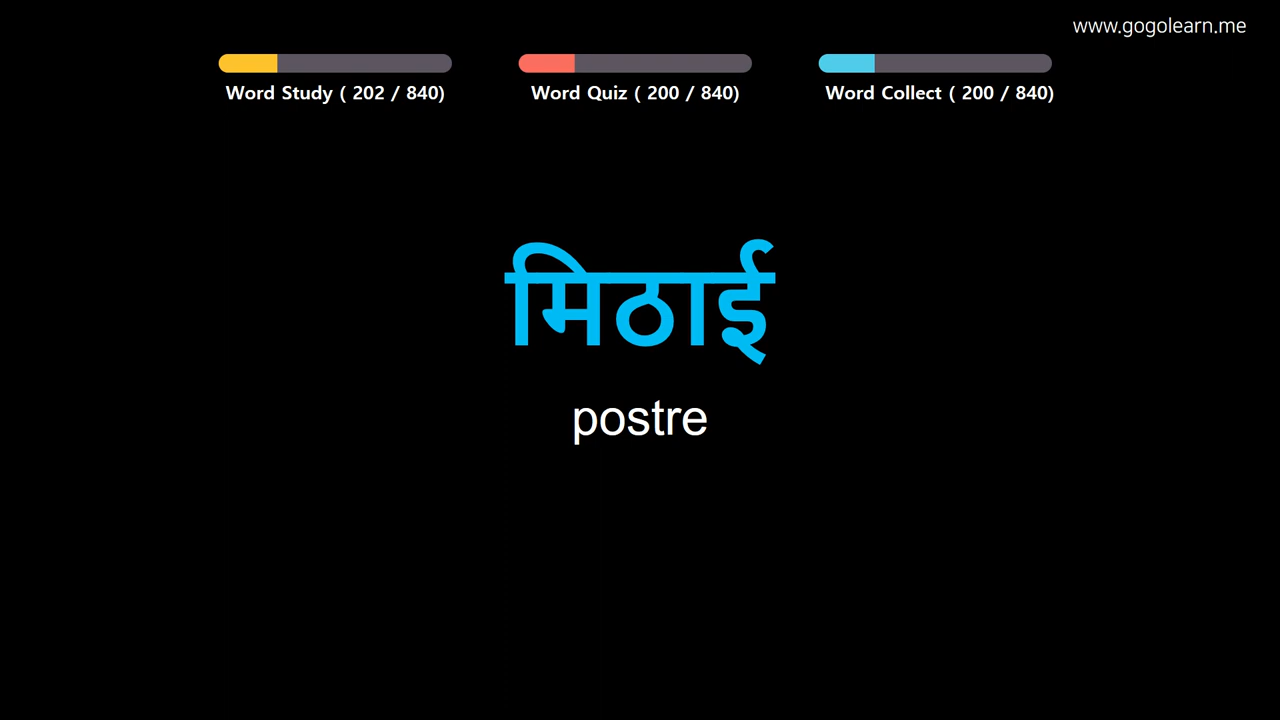 www.gogolearn.me
Word Study ( 202 / 840)
Word Quiz ( 200 / 840)
Word Collect ( 200 / 840)
मिठाई
postre